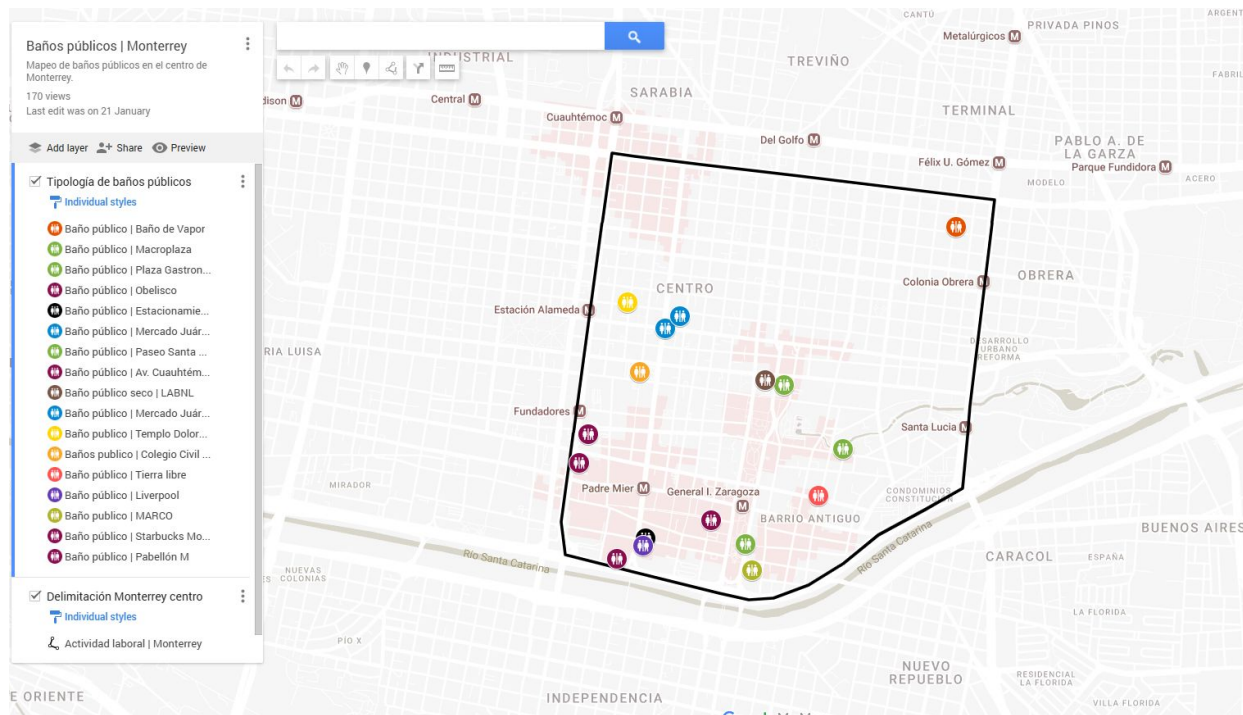 Baños públicos | Monterrey
Mapeo de baños públicos en el centro de
Monterrey.
170 views
Last edit was on 21 January
Add layer
Share
Preview
Tipología de baños públicos
Individual styles
Baño público | Baño de Vapor
Baño público | Macroplaza
Baño público | Plaza Gastron...
Baño público | Obelisco
Baño público | Estacionamie...
Baño público | Mercado Juár...
Baño público | Paseo Santa ...
Baño público | Av. Cuauhtém...
Baño público seco | LABNL
Baño público | Mercado Juár...
Baño publico | Templo Dolor...
Baños publico | Colegio Civil ...
Baño público | Tierra libre
Baño público | Liverpool
Baño publico | MARCO
Baño público | Starbucks Mo...
Baño público | Pabellón M
Delimitación Monterrey centro
Individual styles
Actividad laboral | Monterrey
E ORIENTE
CANTÚ
ARGENT
PRIVADA PINOS
Metalúrgicos M
TREVIÑO
FABRIL
SARABIA
Central M
Cuauhtémoc M
TERMINAL
Del Golfo M
PABLO A. DE
LA GARZA
Félix U. Gómez M
Parque Fundidora M
MODELO
ACERO
OBRERA
Colonia Obrera M
CENTRO
Estación Alameda M
DESARROLLO
URBANO
REFORMA
RIA LUISA
Fundadores M
Santa Lucia M
MIRADOR
Padre Mier M
General I. Zaragoza
M
CONDOMINIOS
CONSTITUCIÓN
BARRIO ANTIGUO
BUENOS AIRES
Río Santa Catarina
Río Santa Catarina
CARACOL
ESPAÑA
NUEVAS
COLONIAS
LA FLORIDA
PÍO X
NUEVO
REPUEBLO
RESIDENCIAL
LA FLORIDA
INDEPENDENCIA
VILLA FLORIDA